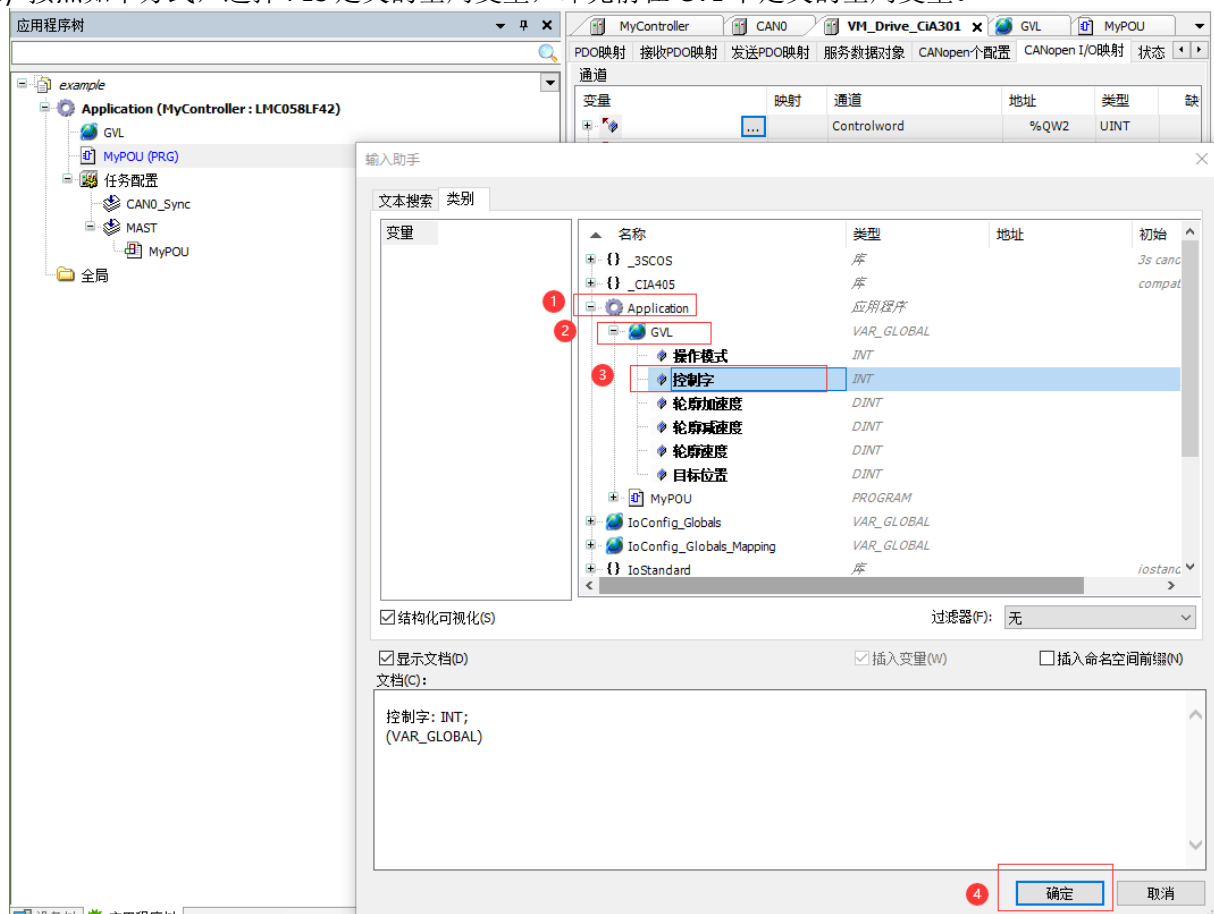 应用程序树
MyController CAN0 VM_Drive_CiA301 GVL MyPOU
PDO映射 接收PDO映射 发送PDO映射 服务数据对象 CANopen个配置 CANopen I/O映射 状态
example
通道
变量 映射 通道 地址 类型 缺
Application (MyController : LMC058LF42)
Controlword %QW2 UINT
GVL
MyPOU (PRG)
任务配置
CAN0_Sync
MAST
MyPOU
全局
输入助手
文本搜索 类别
变量
名称 类型 地址 初始
_3SCOS 库 3s canc
_CIA405 库 compat
1 Application 应用程序
2 GVL VAR_GLOBAL
操作模式 INT
3 控制字 INT
轮廓加速度 DINT
轮廓减速度 DINT
轮廓速度 DINT
目标位置 DINT
MyPOU PROGRAM
IoConfig_Globals VAR_GLOBAL
IoConfig_Globals_Mapping VAR_GLOBAL
IoStandard 库 iostanc
结构化可视化(S) 过滤器(F): 无
显示文档(D) 插入变量(W) 插入命名空间前缀(N)
文档(C):
控制字: INT;
(VAR_GLOBAL)
4 确定 取消